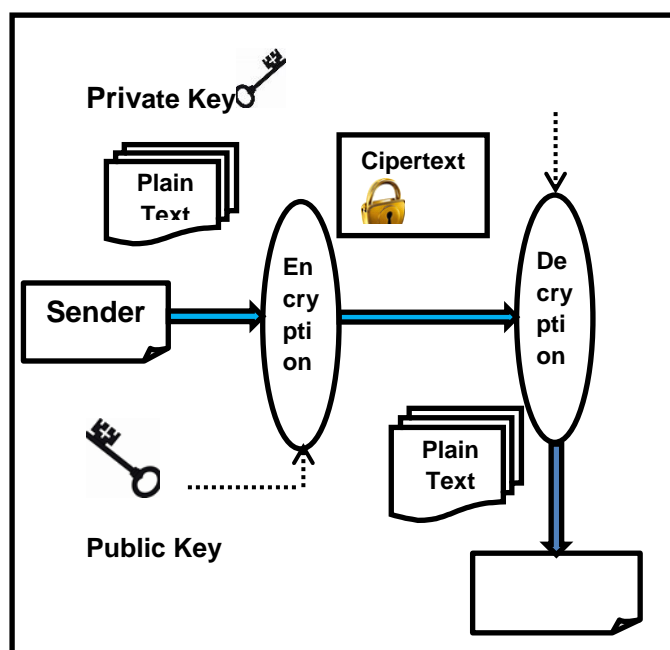 Private Key
Plain
Text
Cipertext
En
cry
pti
on
De
cry
pti
on
Sender
Plain
Text
Public Key